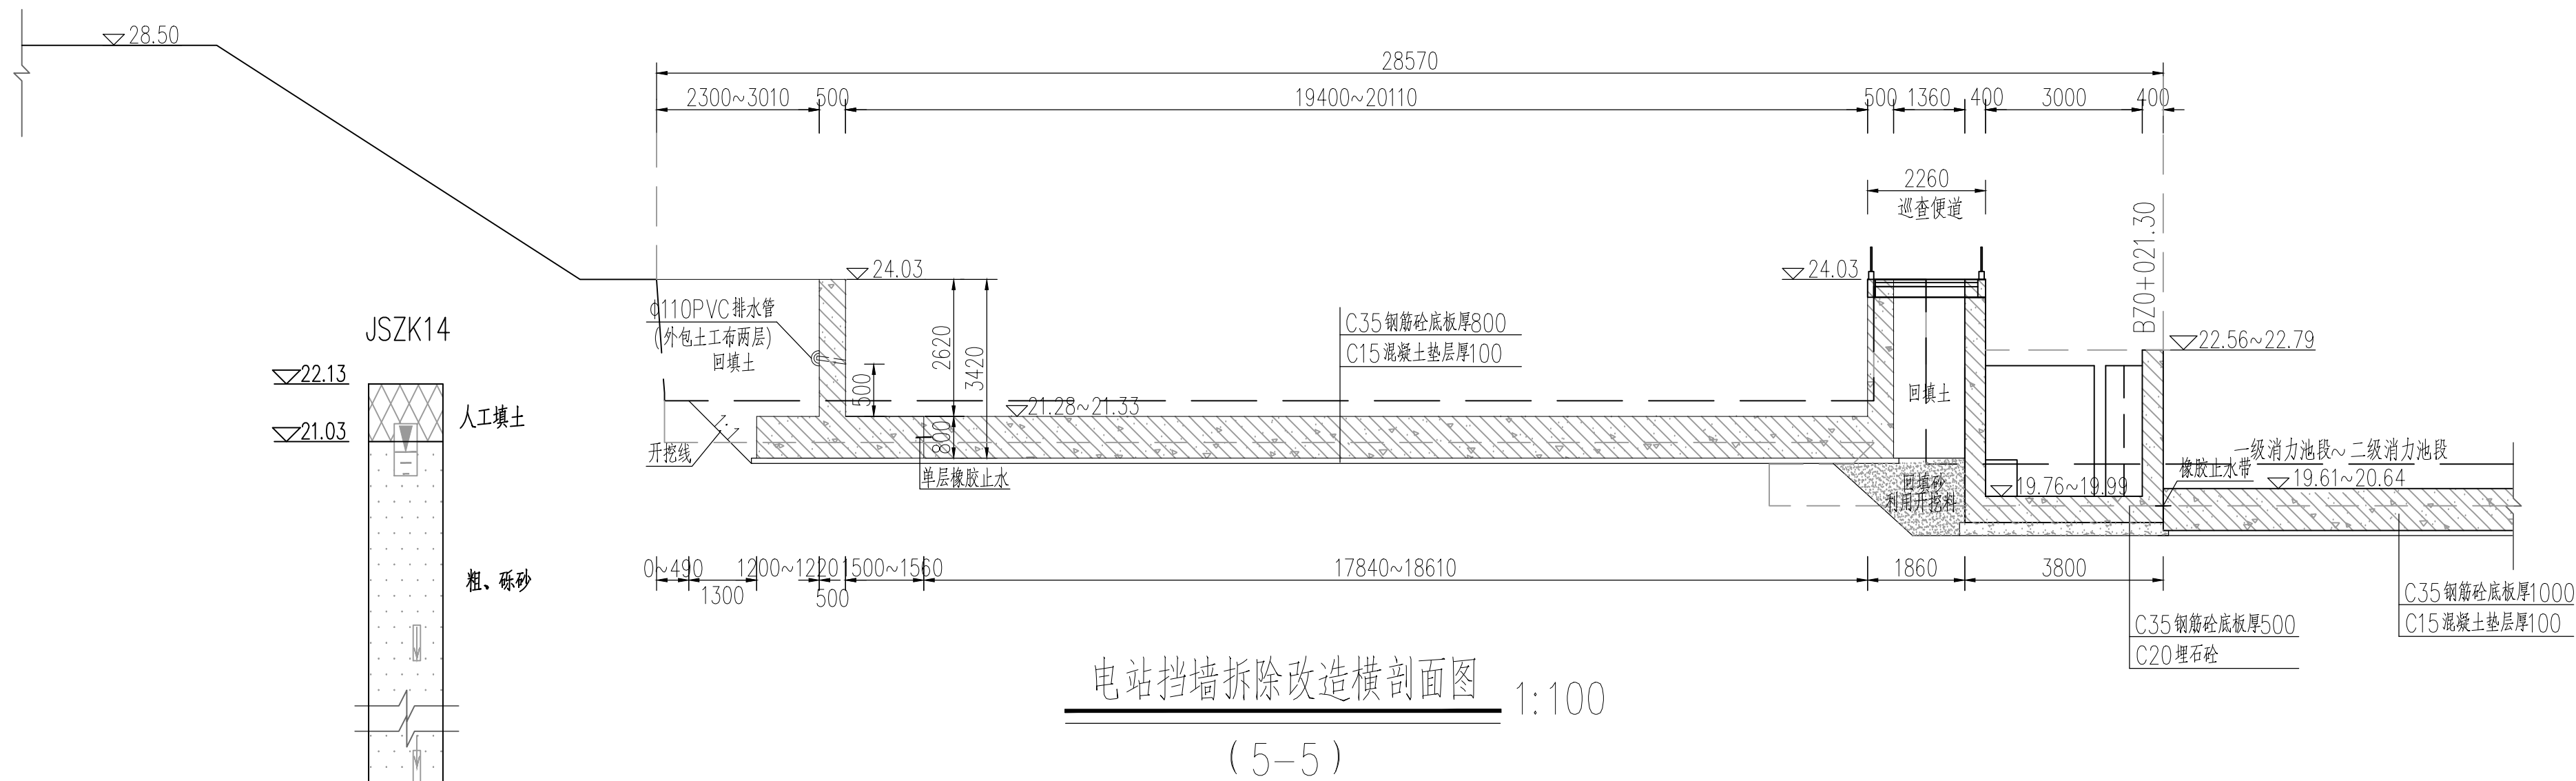 28.50
28570
2300~3010 500 19400~20110 500 1360 400 3000 400
2260
巡查便道
BZ0+021.30
24.03
24.03
ϕ110PVC排水管
(外包土工布两层)
回填土
2620
3420
500
800
C35钢筋砼底板厚800
C15混凝土垫层厚100
22.56~22.79
JSZK14
22.13
21.03
人工填土
粗、砾砂
21.28~21.33
回填土
1:1
开挖线
单层橡胶止水
回填砂
利用开挖料
19.76~19.99
一级消力池段~二级消力池段
橡胶止水带
19.61~20.64
0~490 1300 1200~1220 500 1500~1560 17840~18610 1860 3800
C35钢筋砼底板厚1000
C15混凝土垫层厚100
C35钢筋砼底板厚500
C20埋石砼
电站挡墙拆除改造横剖面图 1:100
(5-5)